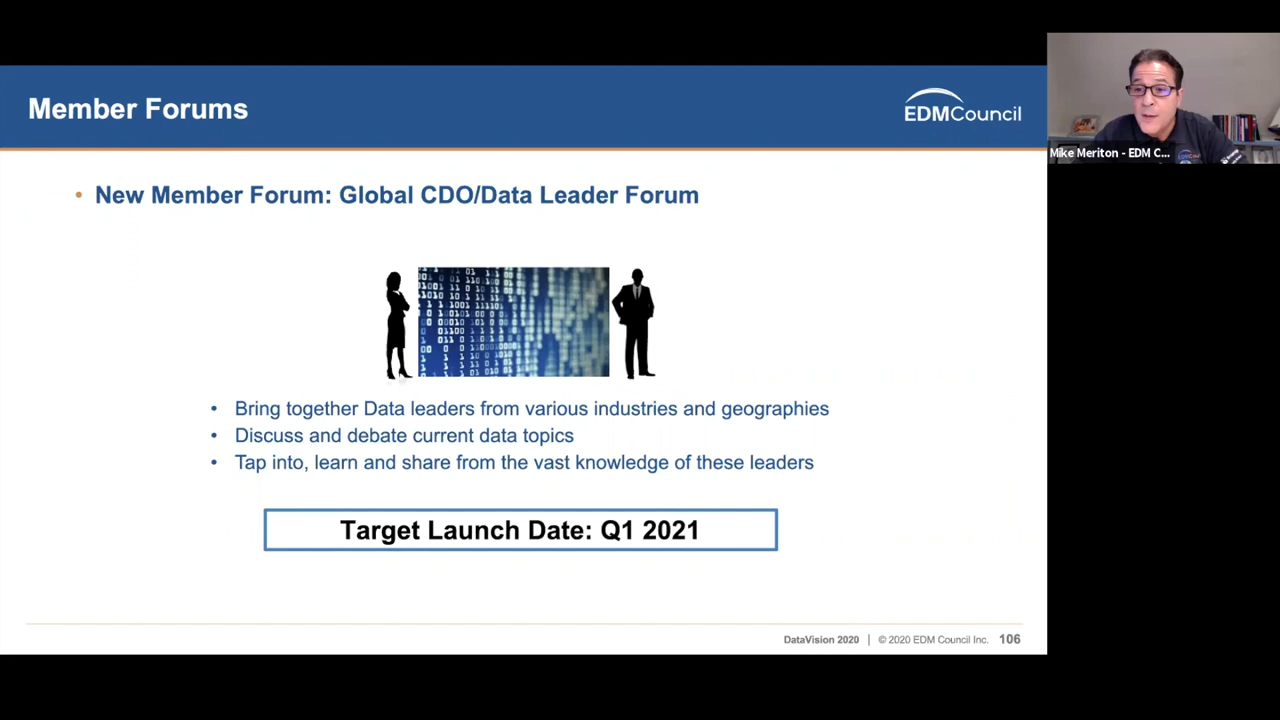 Member Forums
EDMCouncil
Mike Meriton - EDM C...
• New Member Forum: Global CDO/Data Leader Forum
• Bring together Data leaders from various industries and geographies
• Discuss and debate current data topics
• Tap into, learn and share from the vast knowledge of these leaders
Target Launch Date: Q1 2021
DataVision 2020 | © 2020 EDM Council Inc. 106